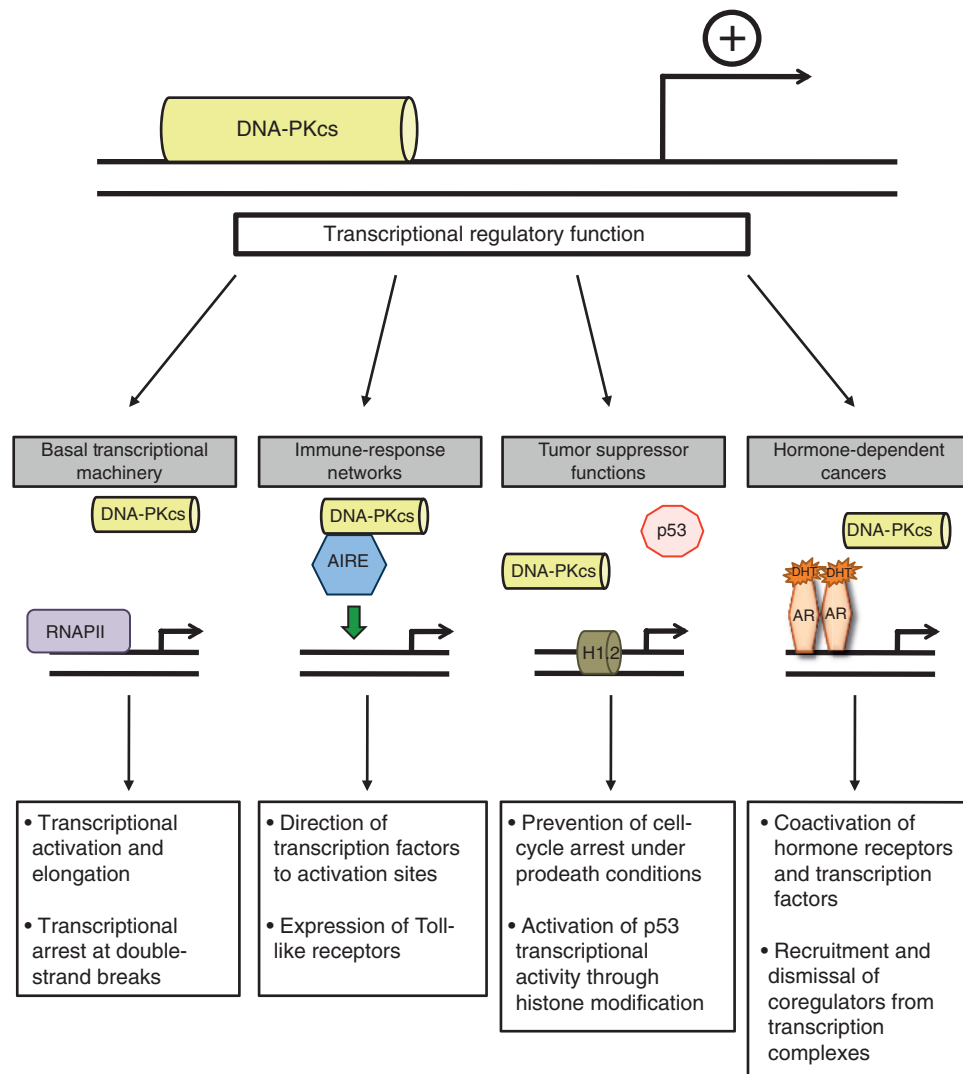 +
DNA-PKcs
Transcriptional regulatory function
Basal transcriptional
machinery
DNA-PKcs
RNAPII
• Transcriptional
activation and
elongation
• Transcriptional
arrest at double-
strand breaks
Immune-response
networks
DNA-PKcs
AIRE
• Direction of
transcription factors
to activation sites
• Expression of Toll-
like receptors
Tumor suppressor
functions
p53
DNA-PKcs
H1.2
• Prevention of cell-
cycle arrest under
prodeath conditions
• Activation of p53
transcriptional
activity through
histone modification
Hormone-dependent
cancers
DNA-PKcs
DHT DHT
AR AR
• Coactivation of
hormone receptors
and transcription
factors
• Recruitment and
dismissal of
coregulators from
transcription
complexes